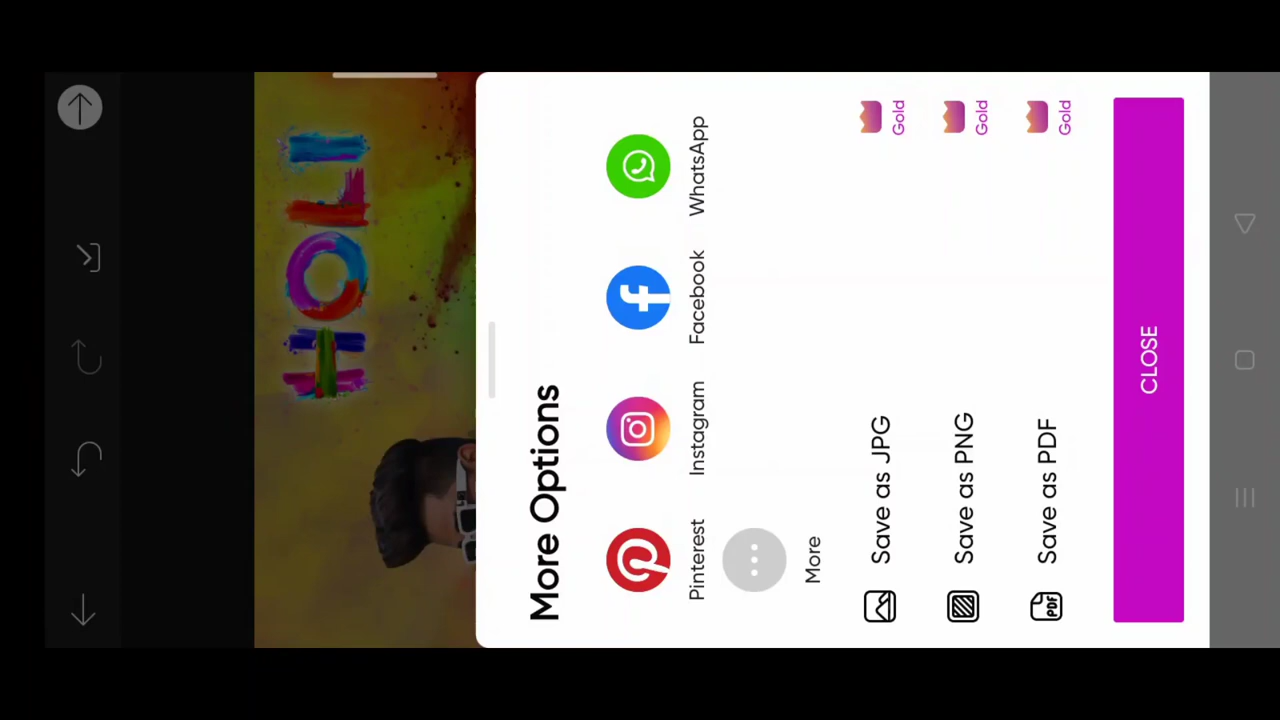 HOLI
More Options
Pinterest
Instagram
Facebook
WhatsApp
More
Save as JPG
Gold
Save as PNG
Gold
PDF
Save as PDF
Gold
CLOSE